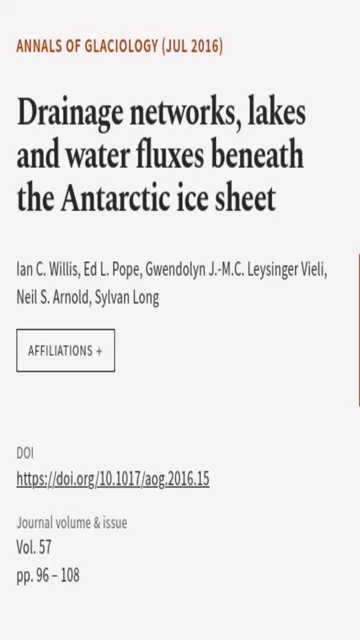 ANNALS OF GLACIOLOGY (JUL 2016)
Drainage networks, lakes
and water fluxes beneath
the Antarctic ice sheet
Ian C. Willis, Ed L. Pope, Gwendolyn J.-M.C. Leysinger Vieli,
Neil S. Arnold, Sylvan Long
AFFILIATIONS +
DOI
https://doi.org/10.1017/aog.2016.15
Journal volume & issue
Vol. 57
pp. 96 – 108